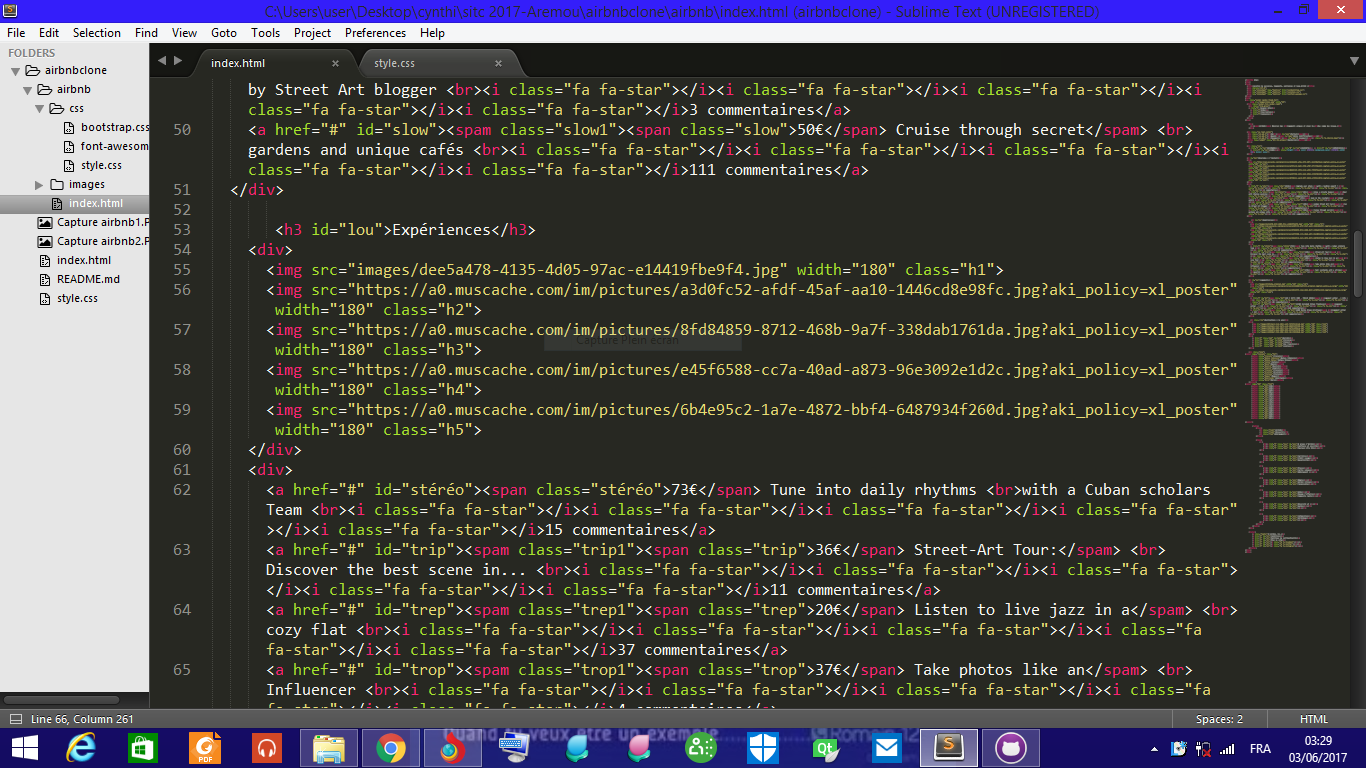 C:\Users\user\Desktop\cynthi\sitc 2017-Aremou\airbnbclone\airbnb\index.html (airbnbclone) - Sublime Text (UNREGISTERED)
File Edit Selection Find View Goto Tools Project Preferences Help
FOLDERS
airbnbclone
airbnb
css
bootstrap.css
font-awesom
style.css
images
index.html
Capture airbnb1.P
Capture airbnb2.P
index.html
README.md
style.css
index.html × style.css ×
by Street Art blogger <br><i class="fa fa-star"></i><i class="fa fa-star"></i><i class="fa fa-star"></i><i
class="fa fa-star"></i><i class="fa fa-star"></i>3 commentaires</a>
50 <a href="#" id="slow"><spam class="slow1"><span class="slow">50€</span> Cruise through secret</spam> <br>
gardens and unique cafés <br><i class="fa fa-star"></i><i class="fa fa-star"></i><i class="fa fa-star"></i><i
class="fa fa-star"></i><i class="fa fa-star"></i>111 commentaires</a>
51 </div>
52
53 <h3 id="lou">Expériences</h3>
54 <div>
55 <img src="images/dee5a478-4135-4d05-97ac-e14419fbe9f4.jpg" width="180" class="h1">
56 <img src="https://a0.muscache.com/im/pictures/a3d0fc52-afdf-45af-aa10-1446cd8e98fc.jpg?aki_policy=xl_poster"
width="180" class="h2">
57 <img src="https://a0.muscache.com/im/pictures/8fd84859-8712-468b-9a7f-338dab1761da.jpg?aki_policy=xl_poster"
Capture Plein écran
width="180" class="h3">
58 <img src="https://a0.muscache.com/im/pictures/e45f6588-cc7a-40ad-a873-96e3092e1d2c.jpg?aki_policy=xl_poster"
width="180" class="h4">
59 <img src="https://a0.muscache.com/im/pictures/6b4e95c2-1a7e-4872-bbf4-6487934f260d.jpg?aki_policy=xl_poster"
width="180" class="h5">
60 </div>
61 <div>
62 <a href="#" id="stéréo"><span class="stéréo">73€</span> Tune into daily rhythms <br>with a Cuban scholars
Team <br><i class="fa fa-star"></i><i class="fa fa-star"></i><i class="fa fa-star"></i><i class="fa fa-star"
></i><i class="fa fa-star"></i>15 commentaires</a>
63 <a href="#" id="trip"><spam class="trip1"><span class="trip">36€</span> Street-Art Tour:</spam> <br>
Discover the best scene in... <br><i class="fa fa-star"></i><i class="fa fa-star"></i><i class="fa fa-star">
</i><i class="fa fa-star"></i><i class="fa fa-star"></i>11 commentaires</a>
64 <a href="#" id="trep"><spam class="trep1"><span class="trep">20€</span> Listen to live jazz in a</spam> <br>
cozy flat <br><i class="fa fa-star"></i><i class="fa fa-star"></i><i class="fa fa-star"></i><i class="fa
fa-star"></i><i class="fa fa-star"></i>37 commentaires</a>
65 <a href="#" id="trop"><spam class="trop1"><span class="trop">37€</span> Take photos like an</spam> <br>
Influencer <br><i class="fa fa-star"></i><i class="fa fa-star"></i><i class="fa fa-star"></i><i class="fa
fa-star"></i><i class="fa fa-star"></i>4 commentaires</a>
Line 66, Column 261 Spaces: 2 HTML
PDF
Qt
FRA
03:29
03/06/2017